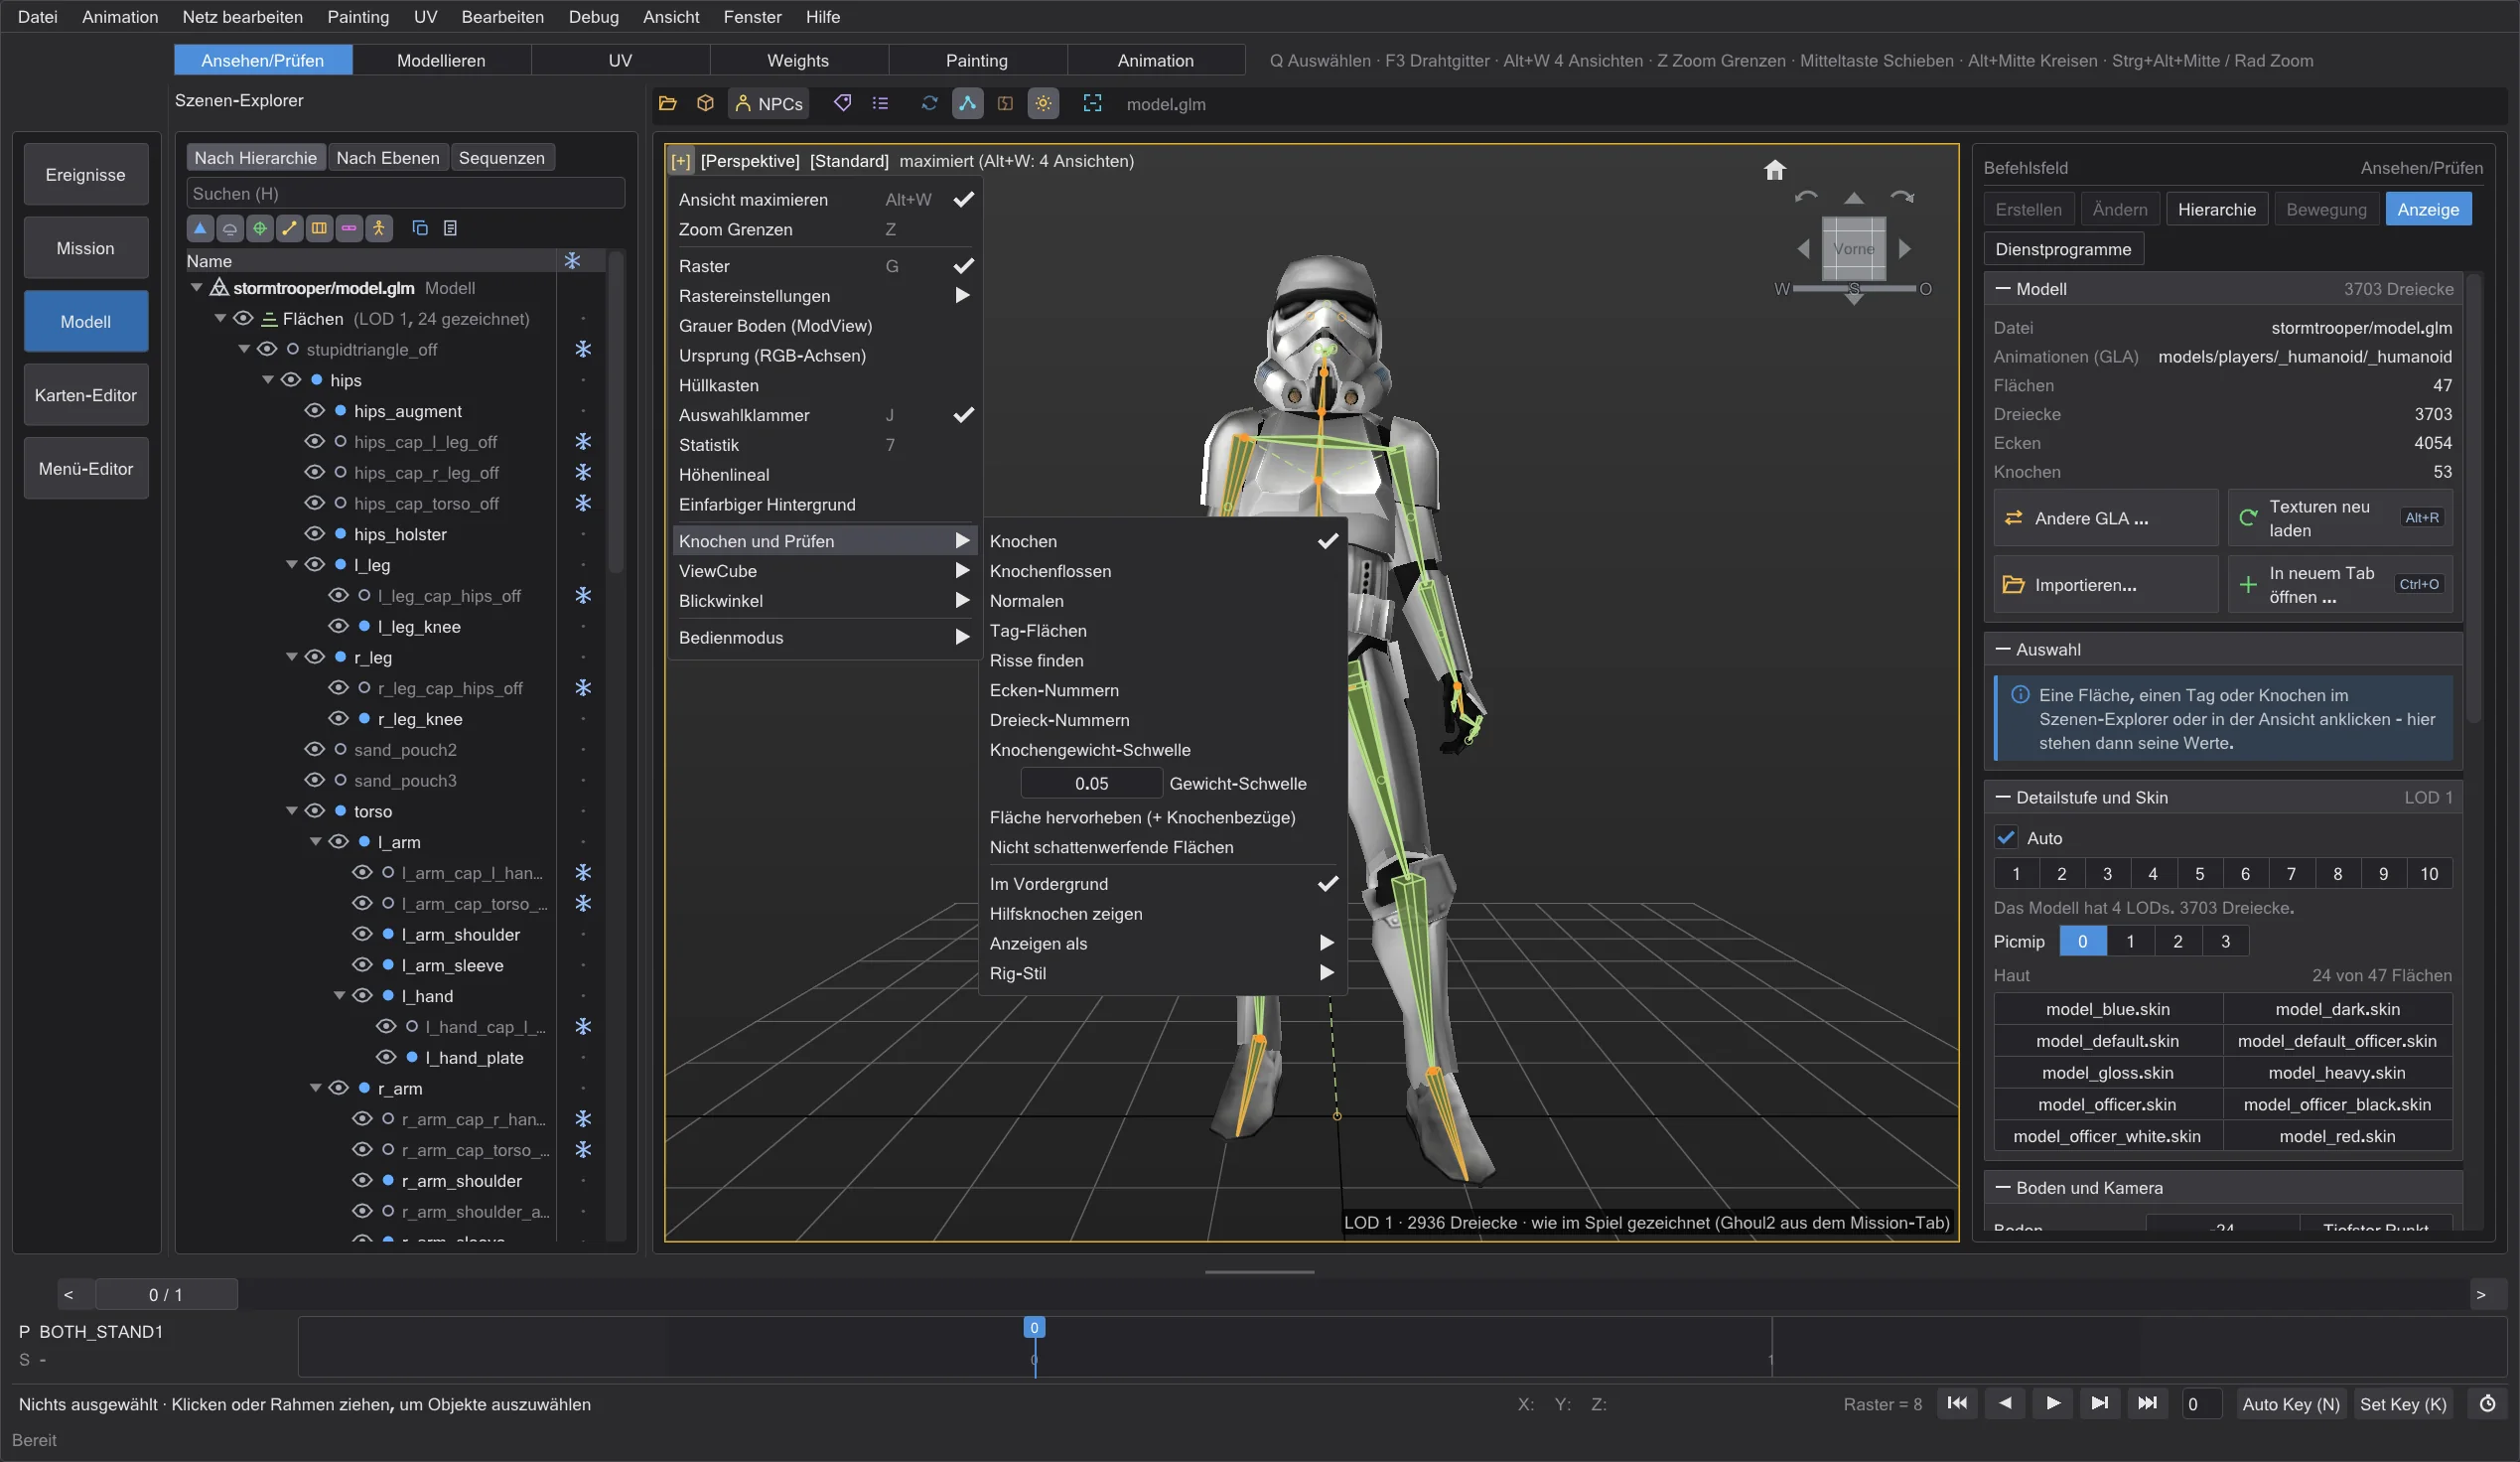 Datei Animation Netz bearbeiten Painting UV Bearbeiten Debug Ansicht Fenster Hilfe
Ansehen/Prüfen Modellieren UV Weights Painting Animation Q Auswählen · F3 Drahtgitter · Alt+W 4 Ansichten · Z Zoom Grenzen · Mitteltaste Schieben · Alt+Mitte Kreisen · Strg+Alt+Mitte / Rad Zoom
Szenen-Explorer
NPCs model.glm
Ereignisse
Mission
Modell
Karten-Editor
Menü-Editor
Nach Hierarchie Nach Ebenen Sequenzen
Suchen (H)
Name
stormtrooper/model.glm Modell
Flächen (LOD 1, 24 gezeichnet)
stupidtriangle_off
hips
hips_augment
hips_cap_l_leg_off
hips_cap_r_leg_off
hips_cap_torso_off
hips_holster
l_leg
l_leg_cap_hips_off
l_leg_knee
r_leg
r_leg_cap_hips_off
r_leg_knee
sand_pouch2
sand_pouch3
torso
l_arm
l_arm_cap_l_han...
l_arm_cap_torso_...
l_arm_shoulder
l_arm_sleeve
l_hand
l_hand_cap_l_...
l_hand_plate
r_arm
r_arm_cap_r_han...
r_arm_cap_torso_...
r_arm_shoulder
r_arm_shoulder_a...
r_arm_sleeve
[+] [Perspektive] [Standard] maximiert (Alt+W: 4 Ansichten)
Ansicht maximieren Alt+W
Zoom Grenzen Z
Raster G
Rastereinstellungen
Grauer Boden (ModView)
Ursprung (RGB-Achsen)
Hüllkasten
Auswahlklammer J
Statistik 7
Höhenlineal
Einfarbiger Hintergrund
Knochen und Prüfen
ViewCube
Blickwinkel
Bedienmodus
Knochen
Knochenflossen
Normalen
Tag-Flächen
Risse finden
Ecken-Nummern
Dreieck-Nummern
Knochengewicht-Schwelle
0.05 Gewicht-Schwelle
Fläche hervorheben (+ Knochenbezüge)
Nicht schattenwerfende Flächen
Im Vordergrund
Hilfsknochen zeigen
Anzeigen als
Rig-Stil
Vorne
W S O
LOD 1 · 2936 Dreiecke · wie im Spiel gezeichnet (Ghoul2 aus dem Mission-Tab)
Befehlsfeld Ansehen/Prüfen
Erstellen Ändern Hierarchie Bewegung Anzeige
Dienstprogramme
Modell 3703 Dreiecke
Datei stormtrooper/model.glm
Animationen (GLA) models/players/_humanoid/_humanoid
Flächen 47
Dreiecke 3703
Ecken 4054
Knochen 53
Andere GLA ... Texturen neu laden Alt+R
Importieren... In neuem Tab öffnen ... Ctrl+O
Auswahl
Eine Fläche, einen Tag oder Knochen im
Szenen-Explorer oder in der Ansicht anklicken - hier
stehen dann seine Werte.
Detailstufe und Skin LOD 1
Auto
1 2 3 4 5 6 7 8 9 10
Das Modell hat 4 LODs. 3703 Dreiecke.
Picmip 0 1 2 3
Haut 24 von 47 Flächen
model_blue.skin model_dark.skin
model_default.skin model_default_officer.skin
model_gloss.skin model_heavy.skin
model_officer.skin model_officer_black.skin
model_officer_white.skin model_red.skin
Boden und Kamera
Boden -24 Tiefster Punkt
< 0 / 1 >
P BOTH_STAND1
S -
0
0 1
Nichts ausgewählt · Klicken oder Rahmen ziehen, um Objekte auszuwählen X: Y: Z: Raster = 8 0 Auto Key (N) Set Key (K)
Bereit